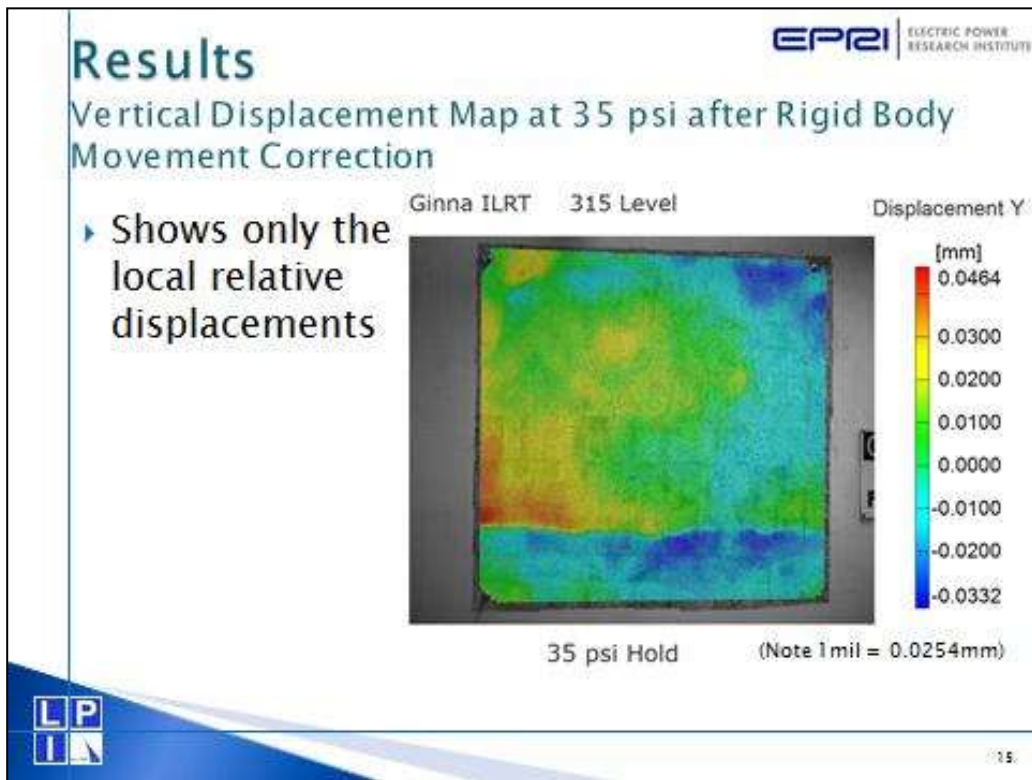 Results
EPRI
ELECTRIC POWER
RESEARCH INSTITUTE
Vertical Displacement Map at 35 psi after Rigid Body
Movement Correction
Shows only the
local relative
displacements
Ginna ILRT 315 Level
Displacement Y
[mm]
0.0464
0.0300
0.0200
0.0100
0.0000
-0.0100
-0.0200
-0.0332
35 psi Hold
(Note 1mil = 0.0254mm)
L P
I
15.